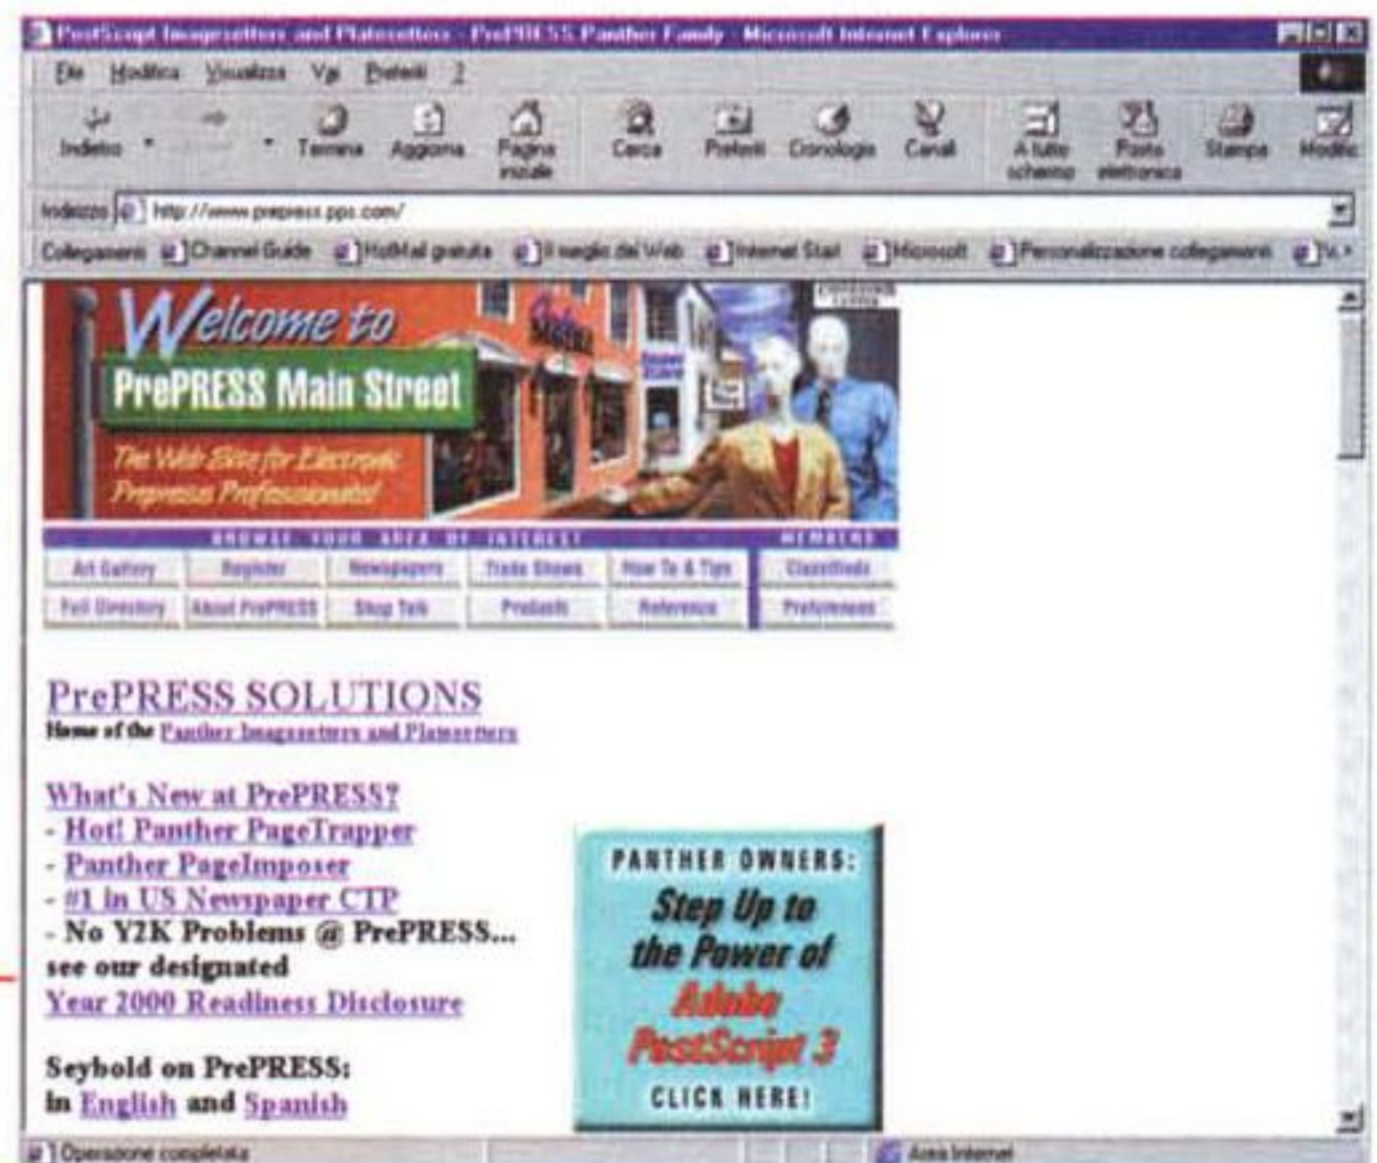 PostScript Imagesetters and Platesetters - PrePRESS Panther Family - Microsoft Internet Explorer
File Modifica Visualizza Vai Preferiti ?
Indietro Termina Aggiorna Pagina iniziale Cerca Preferiti Cronologia Canali A tutto schermo Posta elettronica Stampa Modific
Indirizzo http://www.prepress.pps.com/
Collegamenti Channel Guide HotMail gratuita Il meglio del Web Internet Start Microsoft Personalizzazione collegamenti
Welcome to
PrePRESS Main Street
The Web Site for Electronic
Prepress Professionals!
BROWSE YOUR AREA OF INTEREST MEMBERS
Art Gallery Register Newspapers Trade Shows How To & Tips Classifieds
Full Directory About PrePRESS Shop Talk Products Reference Preferences
PrePRESS SOLUTIONS
Home of the Panther Imagesetters and Platesetters
What's New at PrePRESS?
- Hot! Panther PageTrapper
- Panther PageImposer
- #1 in US Newspaper CTP
- No Y2K Problems @ PrePRESS...
see our designated
Year 2000 Readiness Disclosure
Seybold on PrePRESS:
in English and Spanish
PANTHER OWNERS:
Step Up to
the Power of
Adobe
PostScript 3
CLICK HERE!
Operazione completata Area Internet